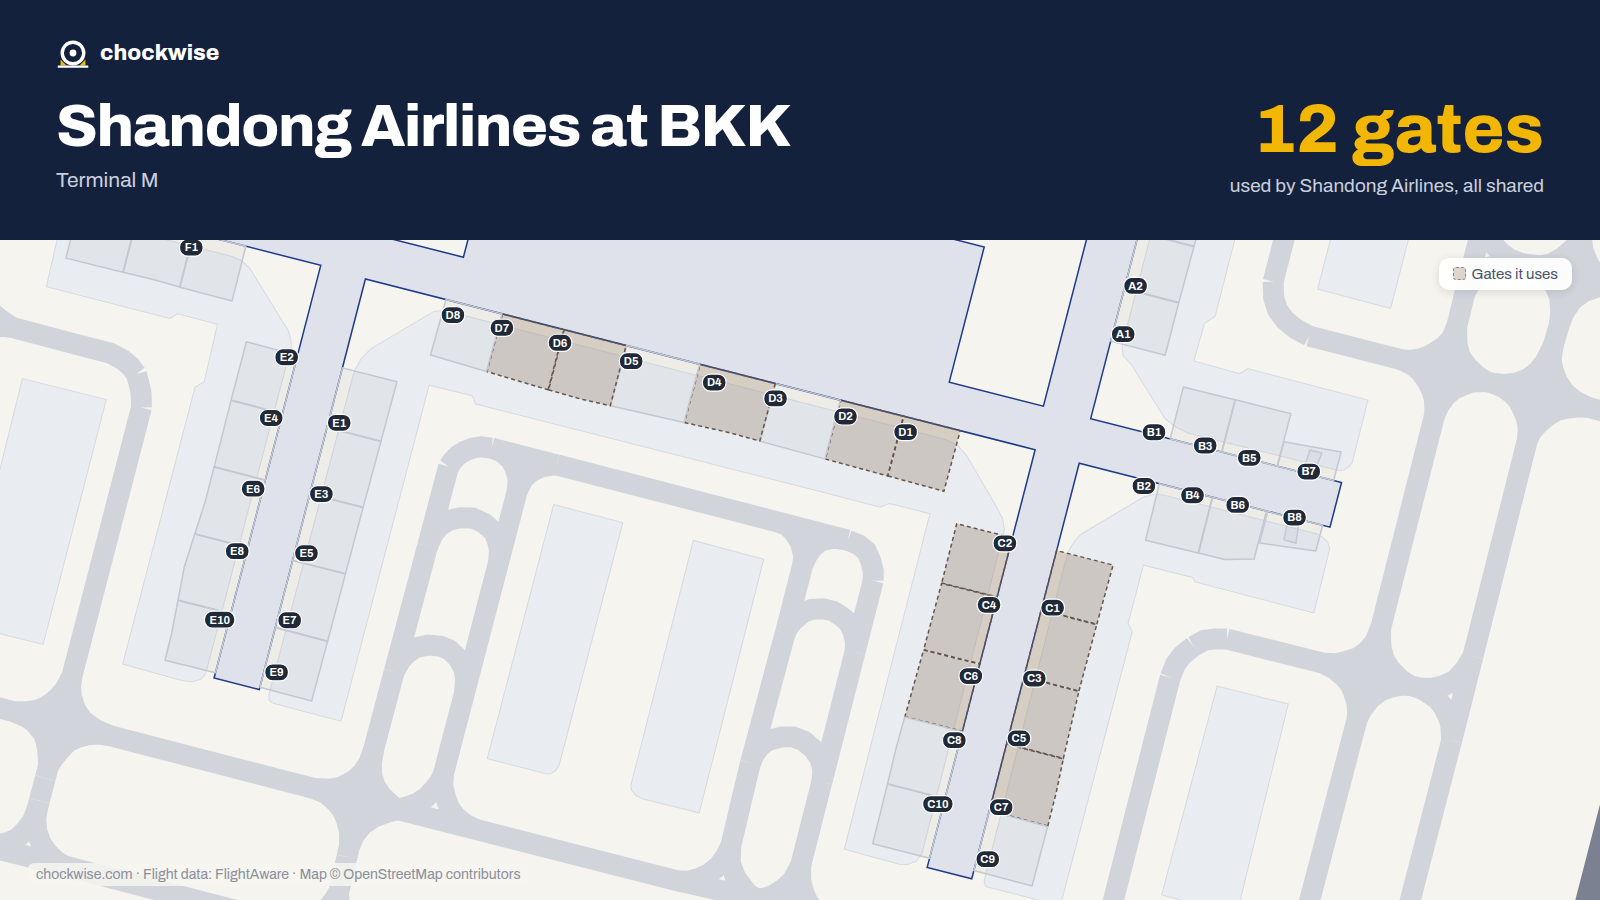 chockwise
Shandong Airlines at BKK
Terminal M
12 gates
used by Shandong Airlines, all shared
Gates it uses
F1
A2
A1
D8
D7
D6
D5
D4
D3
D2
D1
E2
E4
E1
E6
E3
E8
E5
E10
E7
E9
B1
B3
B5
B7
B2
B4
B6
B8
C2
C4
C1
C6
C3
C8
C5
C10
C7
C9
chockwise.com · Flight data: FlightAware · Map © OpenStreetMap contributors